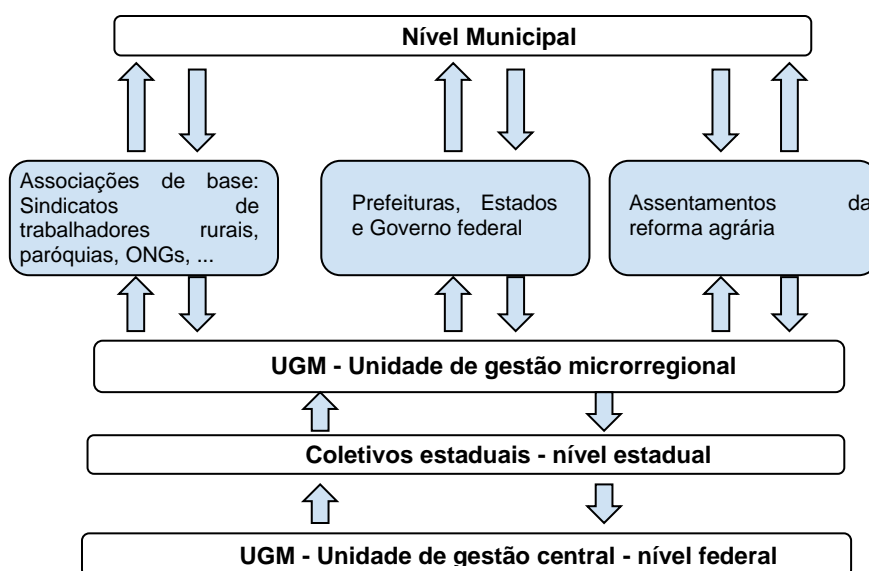 Nível Municipal
Associações de base:
Sindicatos de
trabalhadores rurais,
paróquias, ONGs, ...
Prefeituras, Estados
e Governo federal
Assentamentos da
reforma agrária
UGM - Unidade de gestão microrregional
Coletivos estaduais - nível estadual
UGM - Unidade de gestão central - nível federal